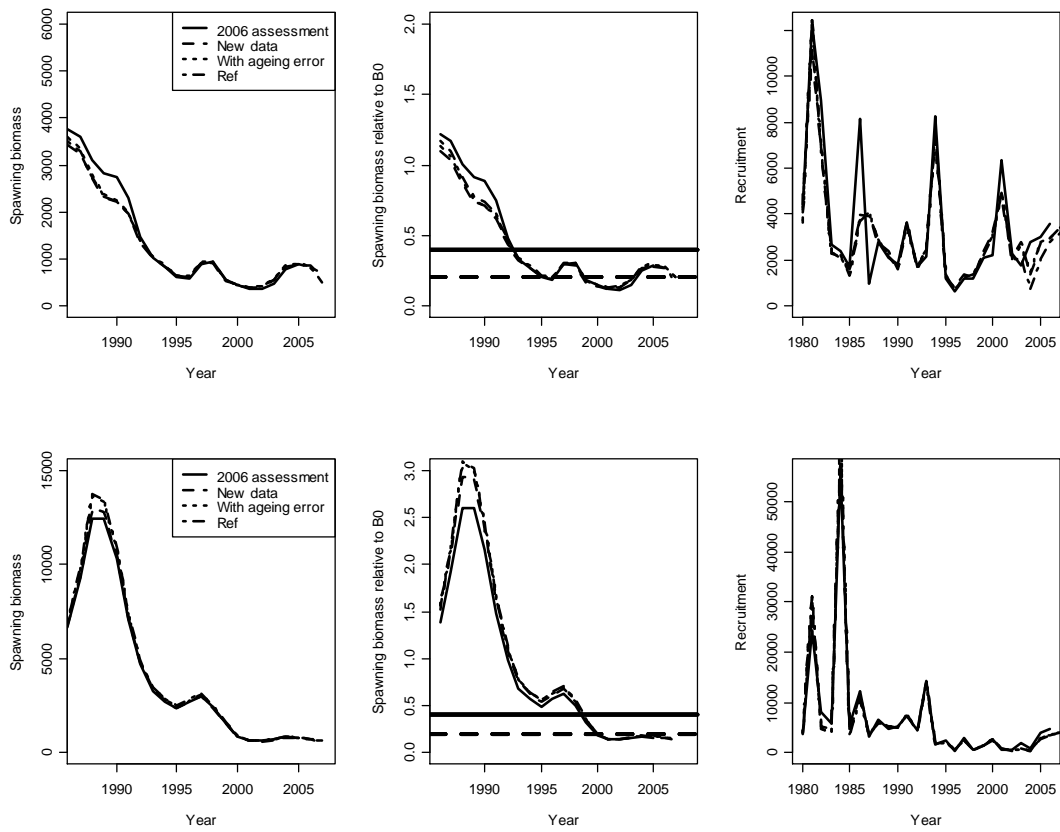 Spawning biomass
0 1000 2000 3000 4000 5000 6000
2006 assessment
New data
With ageing error
Ref
1990 1995 2000 2005
Year
Spawning biomass relative to B0
0.0 0.5 1.0 1.5 2.0
1990 1995 2000 2005
Year
Recruitment
0 2000 4000 6000 8000 10000
1980 1985 1990 1995 2000 2005
Year
Spawning biomass
0 5000 10000 15000
2006 assessment
New data
With ageing error
Ref
1990 1995 2000 2005
Year
Spawning biomass relative to B0
0.0 0.5 1.0 1.5 2.0 2.5 3.0
1990 1995 2000 2005
Year
Recruitment
0 10000 20000 30000 40000 50000
1980 1985 1990 1995 2000 2005
Year